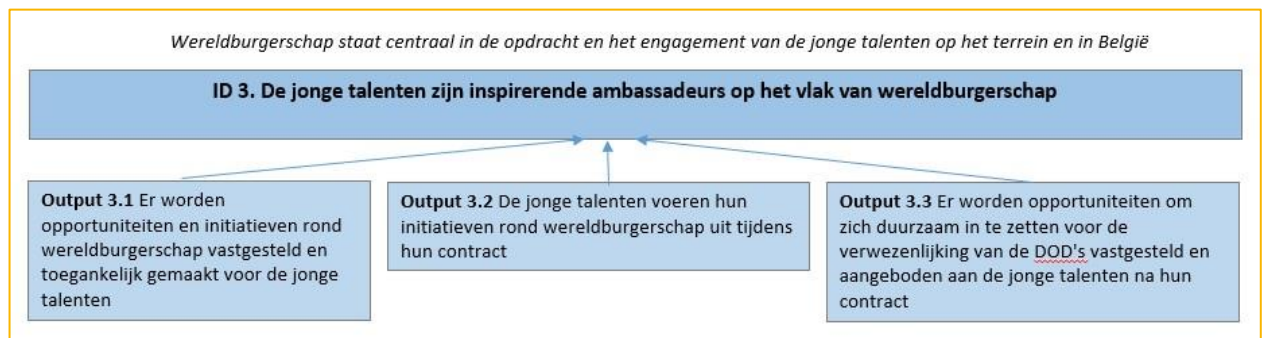 Wereldburgerschap staat centraal in de opdracht en het engagement van de jonge talenten op het terrein en in België
ID 3. De jonge talenten zijn inspirerende ambassadeurs op het vlak van wereldburgerschap
Output 3.1 Er worden
opportuniteiten en initiatieven rond
wereldburgerschap vastgesteld en
toegankelijk gemaakt voor de jonge
talenten
Output 3.2 De jonge talenten voeren hun
initiatieven rond wereldburgerschap uit tijdens
hun contract
Output 3.3 Er worden opportuniteiten om
zich duurzaam in te zetten voor de
verwezenlijking van de DOD's vastgesteld en
aangeboden aan de jonge talenten na hun
contract